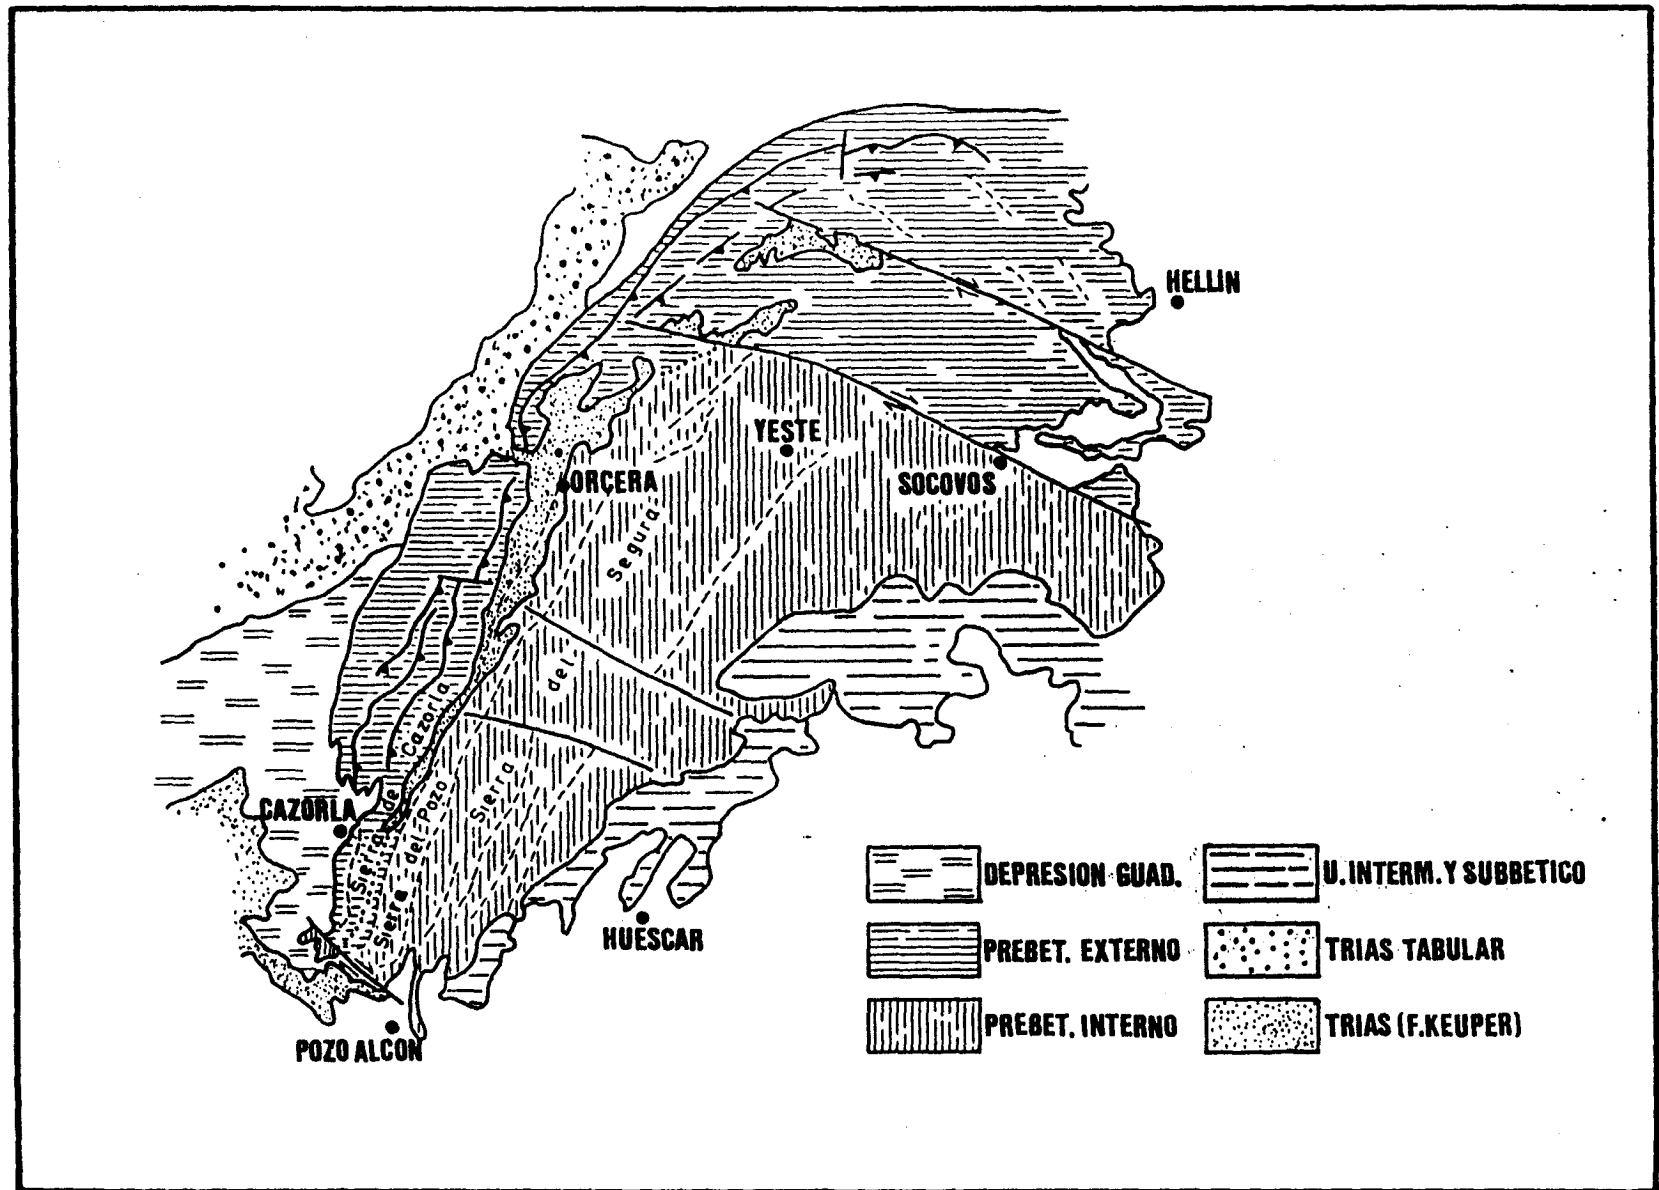 HELLIN
YESTE
ORCERA
SOCOVOS
Sierra del Segura
Sierra de Cazorla
Sierra del Pozo
CAZORLA
HUESCAR
POZO ALCON
DEPRESION GUAD.
U. INTERM. Y SUBBETICO
PREBET. EXTERNO
TRIAS TABULAR
PREBET. INTERNO
TRIAS (F. KEUPER)